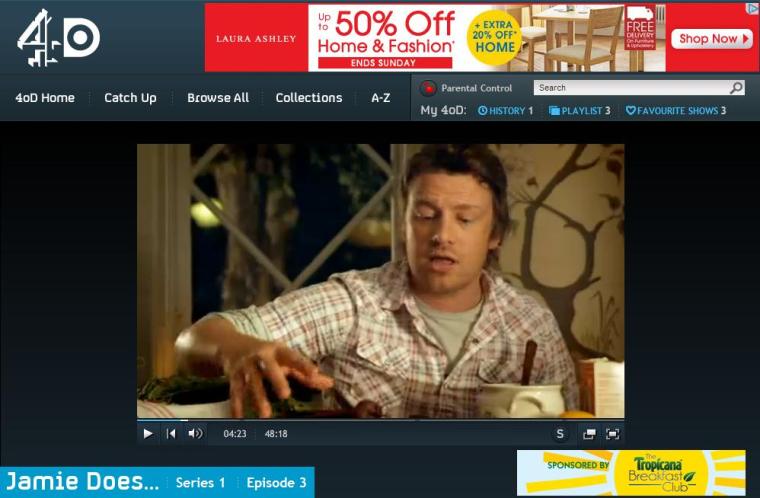 4oD
LAURA ASHLEY
Up to 50% Off
Home & Fashion*
ENDS SUNDAY
+ EXTRA
20% OFF*
HOME
FREE
DELIVERY
On Furniture
& Upholstery
Shop Now
4oD Home
Catch Up
Browse All
Collections
A-Z
Parental Control
Search
My 4oD:
HISTORY 1
PLAYLIST 3
FAVOURITE SHOWS 3
04:23
48:18
S
Jamie Does...
Series 1
Episode 3
SPONSORED BY
The
Tropicana
Breakfast
Club